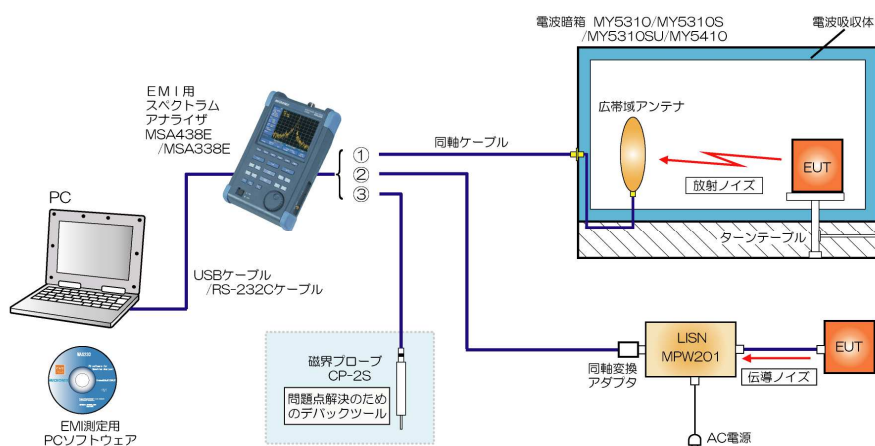 電波暗箱 MY5310/MY5310S
/MY5310SU/MY5410
電波吸収体
EMI用
スペクトラム
アナライザ
MSA438E
/MSA338E
広帯域アンテナ
①
同軸ケーブル
②
③
EUT
放射ノイズ
PC
ターンテーブル
USBケーブル
/RS-232Cケーブル
磁界プローブ
CP-2S
問題点解決のため
のデバックツール
LISN
MPW201
EUT
同軸変換
アダプタ
伝導ノイズ
EMI測定用
PCソフトウェア
AC電源